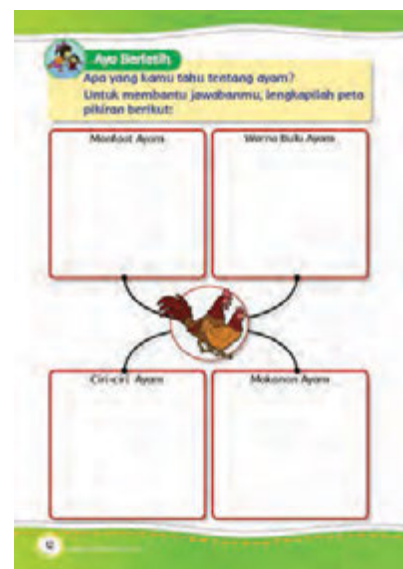 Ayo Berlatih
Apa yang kamu tahu tentang ayam?
Untuk membantu jawabanmu, lengkapilah peta
pikiran berikut:
Manfaat Ayam
Warna Bulu Ayam
Ciri-ciri Ayam
Makanan Ayam